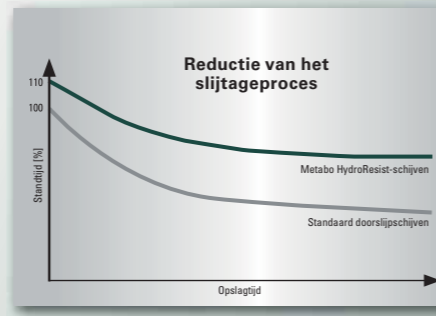 Reductie van het
slijtageproces
110
100
Standtijd [%]
Metabo HydroResist-schijven
Standaard doorslijpschijven
Opslagtijd